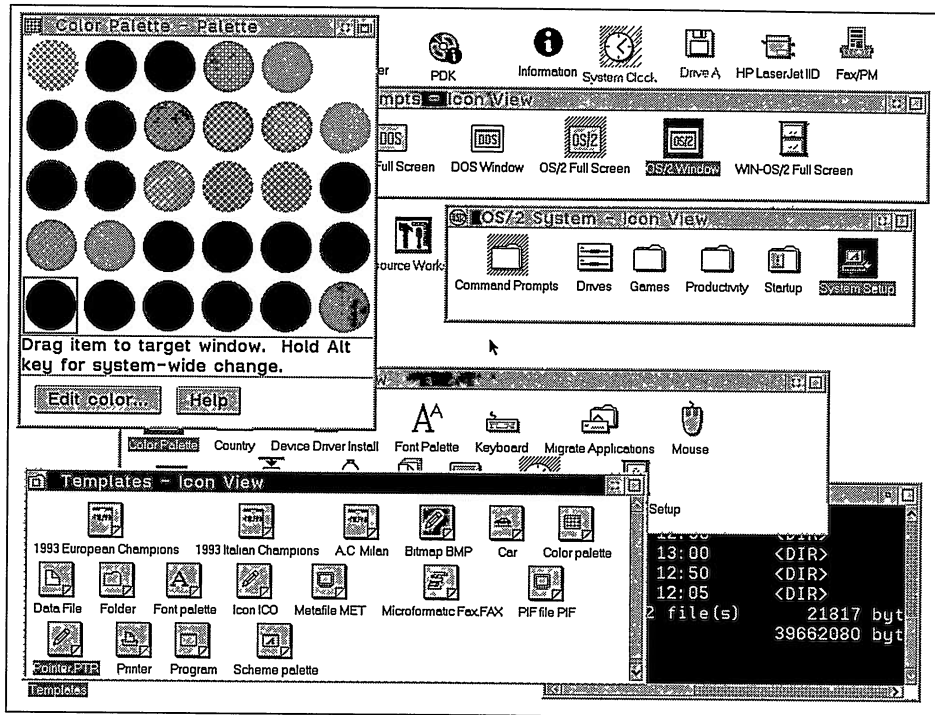 Color Palette - Palette
er
PDK
Information
System Clock
Drive A
HP LaserJet IID
Fax/PM
mpts - Icon View
Full Screen
DOS
DOS Window
OS/2
OS/2 Full Screen
OS/2
OS/2 Window
WIN-OS/2 Full Screen
OS/2 System - Icon View
ource Work
Command Prompts
Drives
Games
Productivity
Startup
System Setup
Drag item to target window. Hold Alt
key for system-wide change.
Edit color...
Help
Color Palette
Country
Device Driver Install
Font Palette
Keyboard
Migrate Applications
Mouse
Setup
Templates - Icon View
1993 European Champions
1993 Italian Champions
A.C Milan
Bitmap BMP
Car
Color palette
Data File
Folder
Font palette
Icon ICO
Metafile MET
Microformatic Fax.FAX
PIF file PIF
Pointer.PTR
Printer
Program
Scheme palette
Templates
13:00 <DIR>
12:50 <DIR>
12:05 <DIR>
2 file(s) 21817 byt
39662080 byt